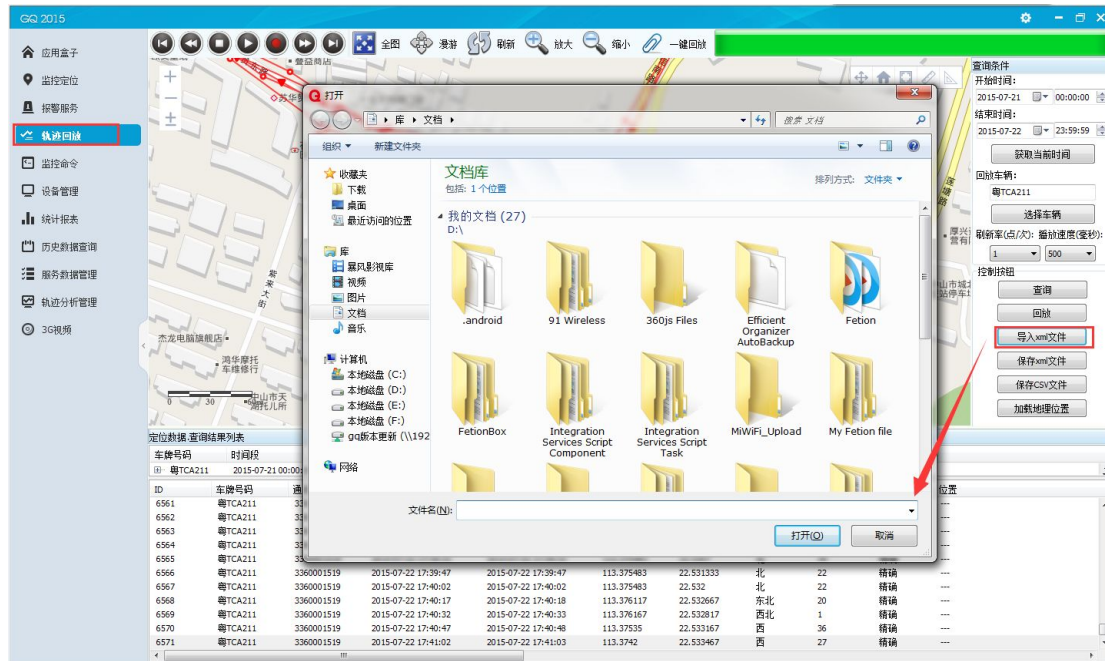 GQ 2015
应用盒子
监控定位
报警服务
轨迹回放
监控命令
设备管理
统计报表
历史数据查询
服务数据管理
轨迹分析管理
3G视频
全图 漫游 刷新 放大 缩小 一键回放
紫来大街
杰龙电脑旗舰店
鸿华摩托
车维修行
0 30
打开
库 文档
搜索 文档
组织 新建文件夹
收藏夹
下载
桌面
最近访问的位置
库
暴风影视库
视频
图片
文档
音乐
计算机
本地磁盘 (C:)
本地磁盘 (D:)
本地磁盘 (E:)
本地磁盘 (F:)
gq版本更新 (\\192
网络
文档库
包括: 1 个位置
排列方式: 文件夹
我的文档 (27)
D:\
.android 91 Wireless 360js Files Efficient Organizer AutoBackup Fetion
FetionBox Integration Services Script Component Integration Services Script Task MiWiFi_Upload My Fetion file
文件名(N):
打开(O) 取消
查询条件
开始时间:
2015-07-21 00:00:00
结束时间:
2015-07-22 23:59:59
获取当前时间
回放车辆:
粤TCA211
选择车辆
刷新率(点/次): 播放速度(毫秒):
1 500
控制按钮
查询
回放
导入xml文件
保存xml文件
保存CSV文件
加载地理位置
定位数据.查询结果列表
车牌号码 时间段
粤TCA211 2015-07-21 00:00:
ID 车牌号码 通 位置
6561 粤TCA211 33 ---
6562 粤TCA211 33 ---
6563 粤TCA211 33 ---
6564 粤TCA211 33 ---
6565 粤TCA211 ---
6566 粤TCA211 3360001519 2015-07-22 17:39:47 2015-07-22 17:39:47 113.375483 22.531333 北 22 精确 ---
6567 粤TCA211 3360001519 2015-07-22 17:40:02 2015-07-22 17:40:02 113.375483 22.532 北 22 精确 ---
6568 粤TCA211 3360001519 2015-07-22 17:40:17 2015-07-22 17:40:18 113.376117 22.532667 东北 20 精确 ---
6569 粤TCA211 3360001519 2015-07-22 17:40:32 2015-07-22 17:40:33 113.376167 22.532817 西北 1 精确 ---
6570 粤TCA211 3360001519 2015-07-22 17:40:47 2015-07-22 17:40:48 113.37535 22.533167 西 36 精确 ---
6571 粤TCA211 3360001519 2015-07-22 17:41:02 2015-07-22 17:41:03 113.3742 22.533467 西 27 精确 ---